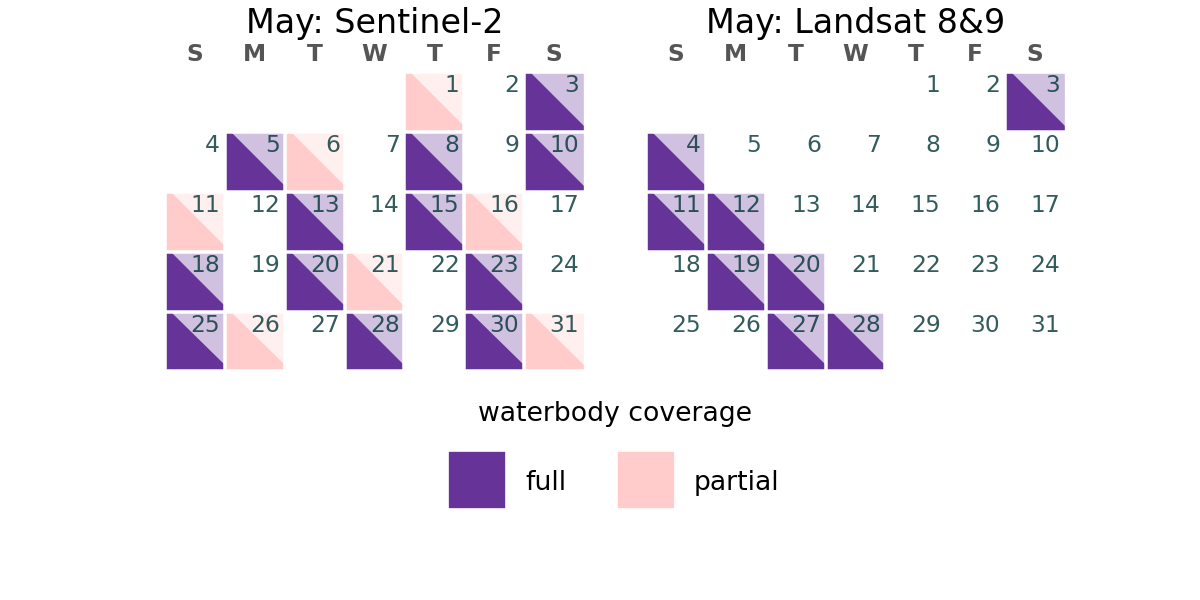 May: Sentinel-2
S M T W T F S
1 2 3
4 5 6 7 8 9 10
11 12 13 14 15 16 17
18 19 20 21 22 23 24
25 26 27 28 29 30 31
May: Landsat 8&9
S M T W T F S
1 2 3
4 5 6 7 8 9 10
11 12 13 14 15 16 17
18 19 20 21 22 23 24
25 26 27 28 29 30 31
waterbody coverage
full partial